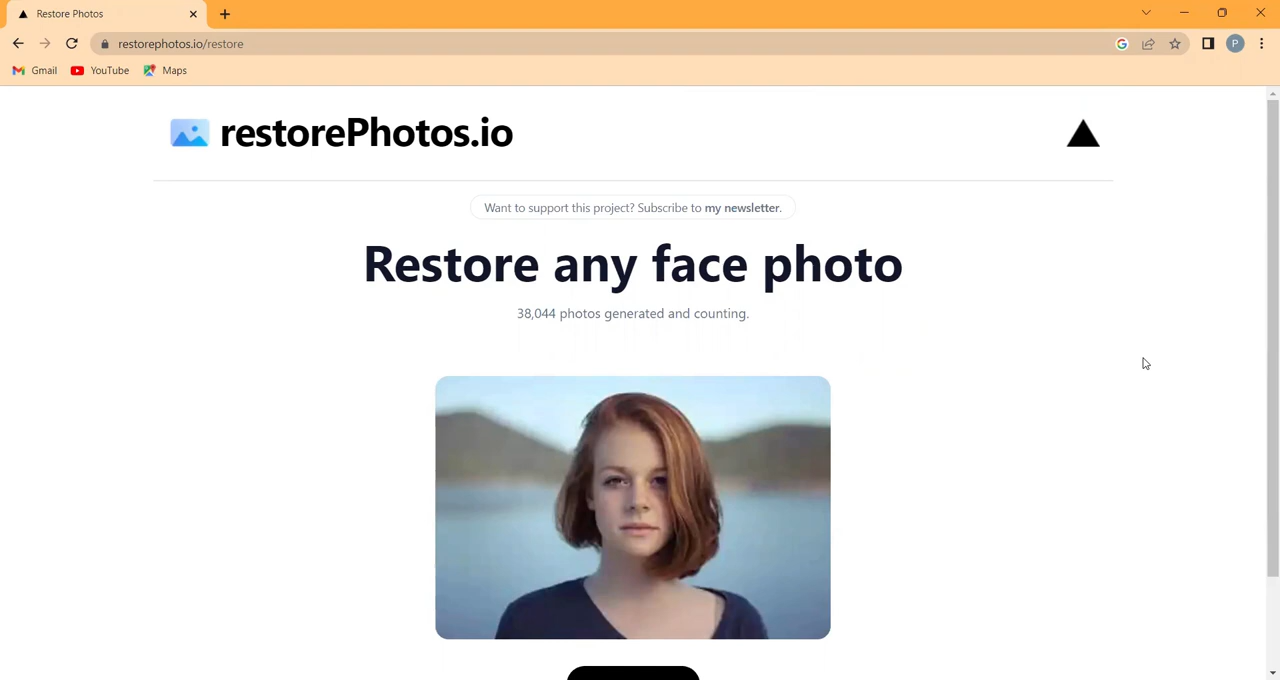 Restore Photos
restorephotos.io/restore
P
Gmail
YouTube
Maps
restorePhotos.io
Want to support this project? Subscribe to my newsletter.
Restore any face photo
38,044 photos generated and counting.